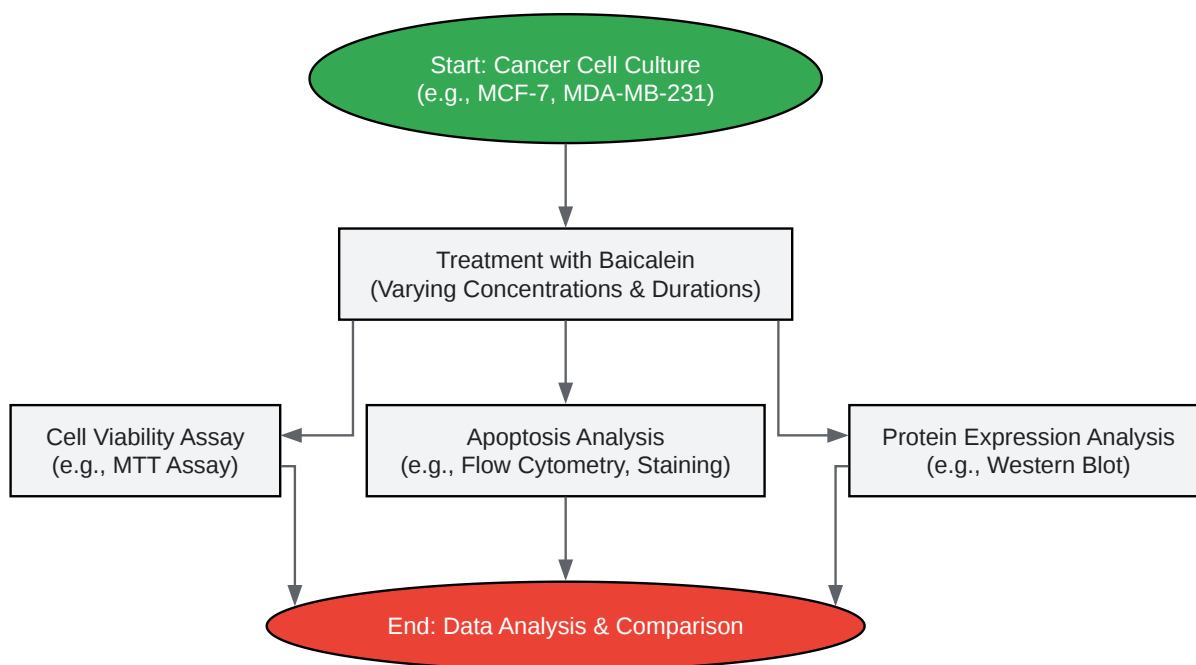 Start: Cancer Cell Culture
(e.g., MCF-7, MDA-MB-231)
Treatment with Baicalein
(Varying Concentrations & Durations)
Cell Viability Assay
(e.g., MTT Assay)
Apoptosis Analysis
(e.g., Flow Cytometry, Staining)
Protein Expression Analysis
(e.g., Western Blot)
End: Data Analysis & Comparison